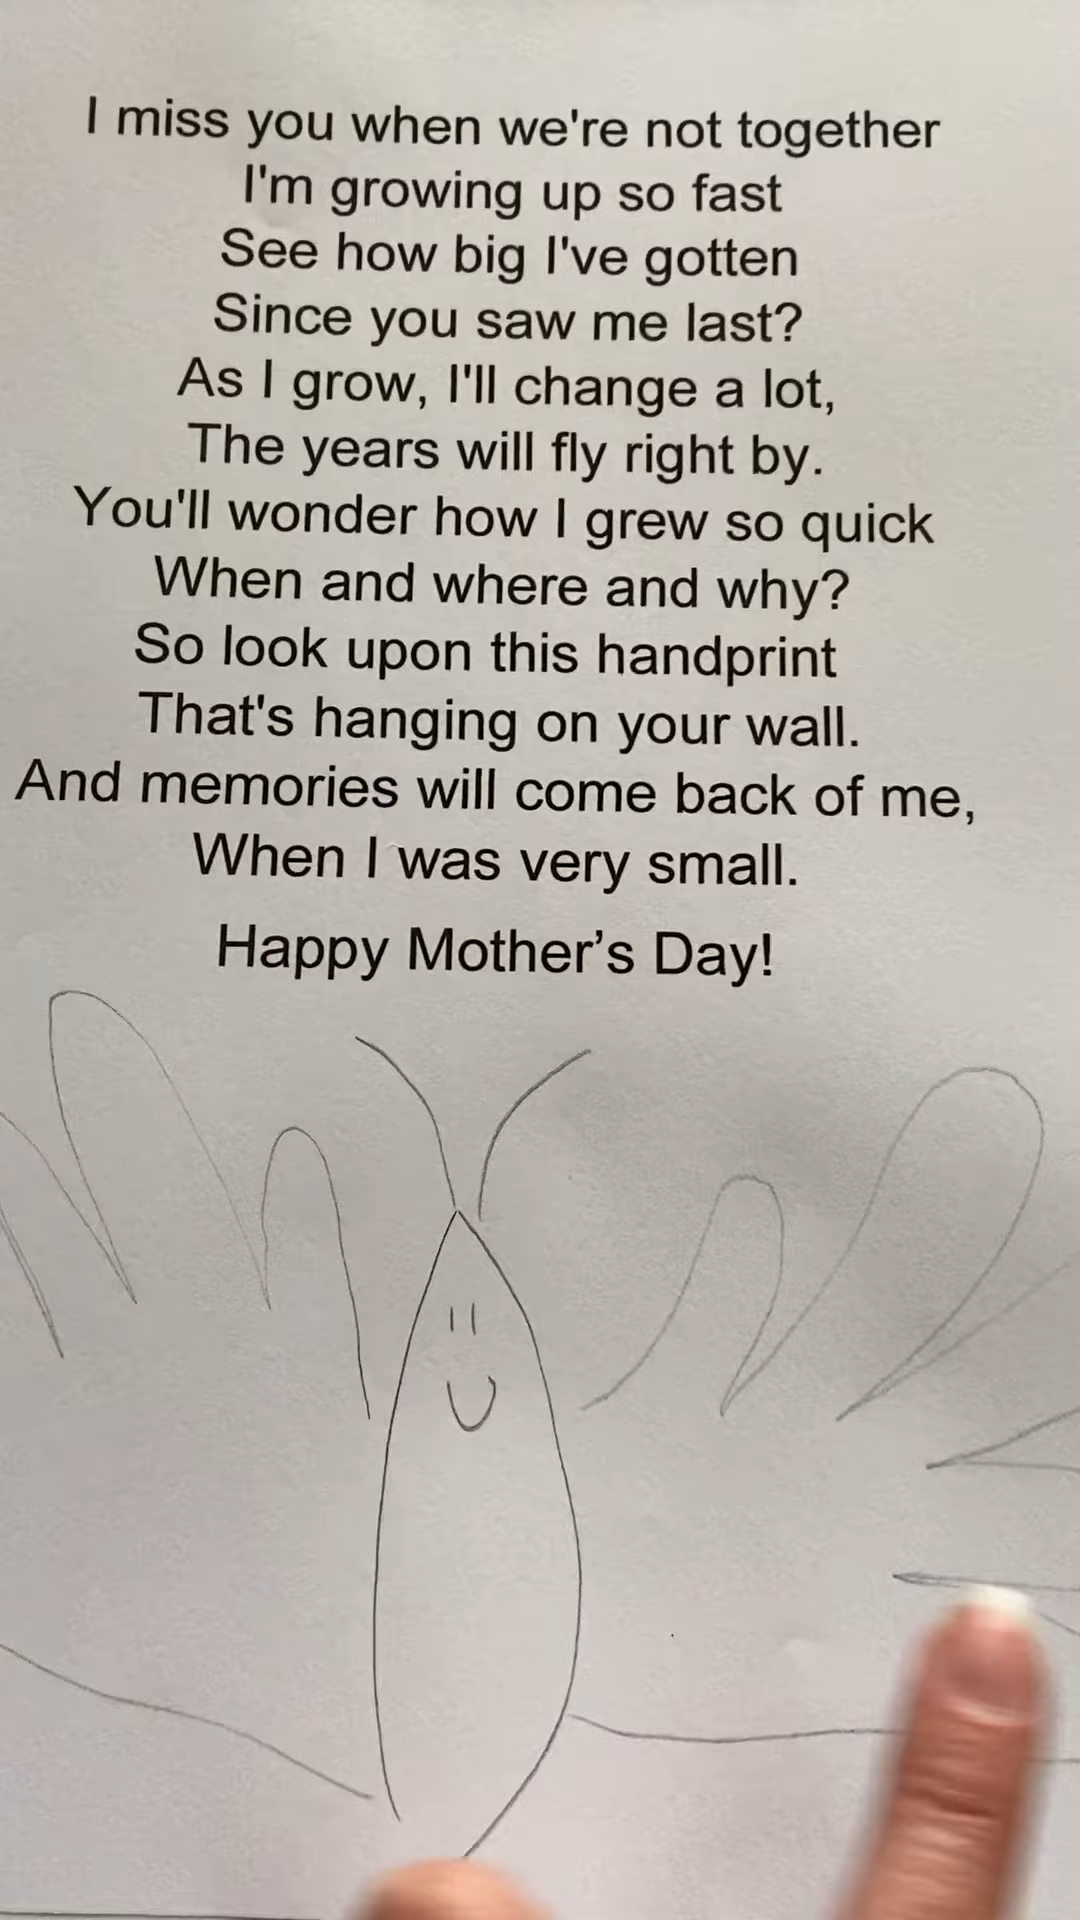 I miss you when we're not together
I'm growing up so fast
See how big I've gotten
Since you saw me last?
As I grow, I'll change a lot,
The years will fly right by.
You'll wonder how I grew so quick
When and where and why?
So look upon this handprint
That's hanging on your wall.
And memories will come back of me,
When I was very small.
Happy Mother’s Day!